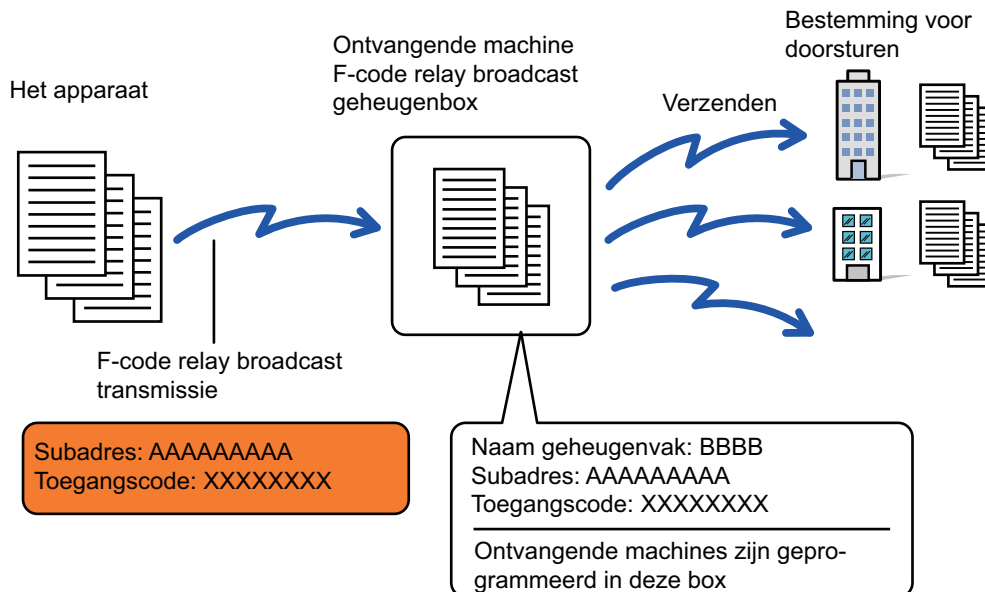 Het apparaat
Ontvangende machine
F-code relay broadcast
geheugenbox
Verzenden
Bestemming voor
doorsturen
F-code relay broadcast
transmissie
Subadres: AAAAAAAAA
Toegangscode: XXXXXXXX
Naam geheugenvak: BBBB
Subadres: AAAAAAAAA
Toegangscode: XXXXXXXX
Ontvangende machines zijn gepro-
grammeerd in deze box